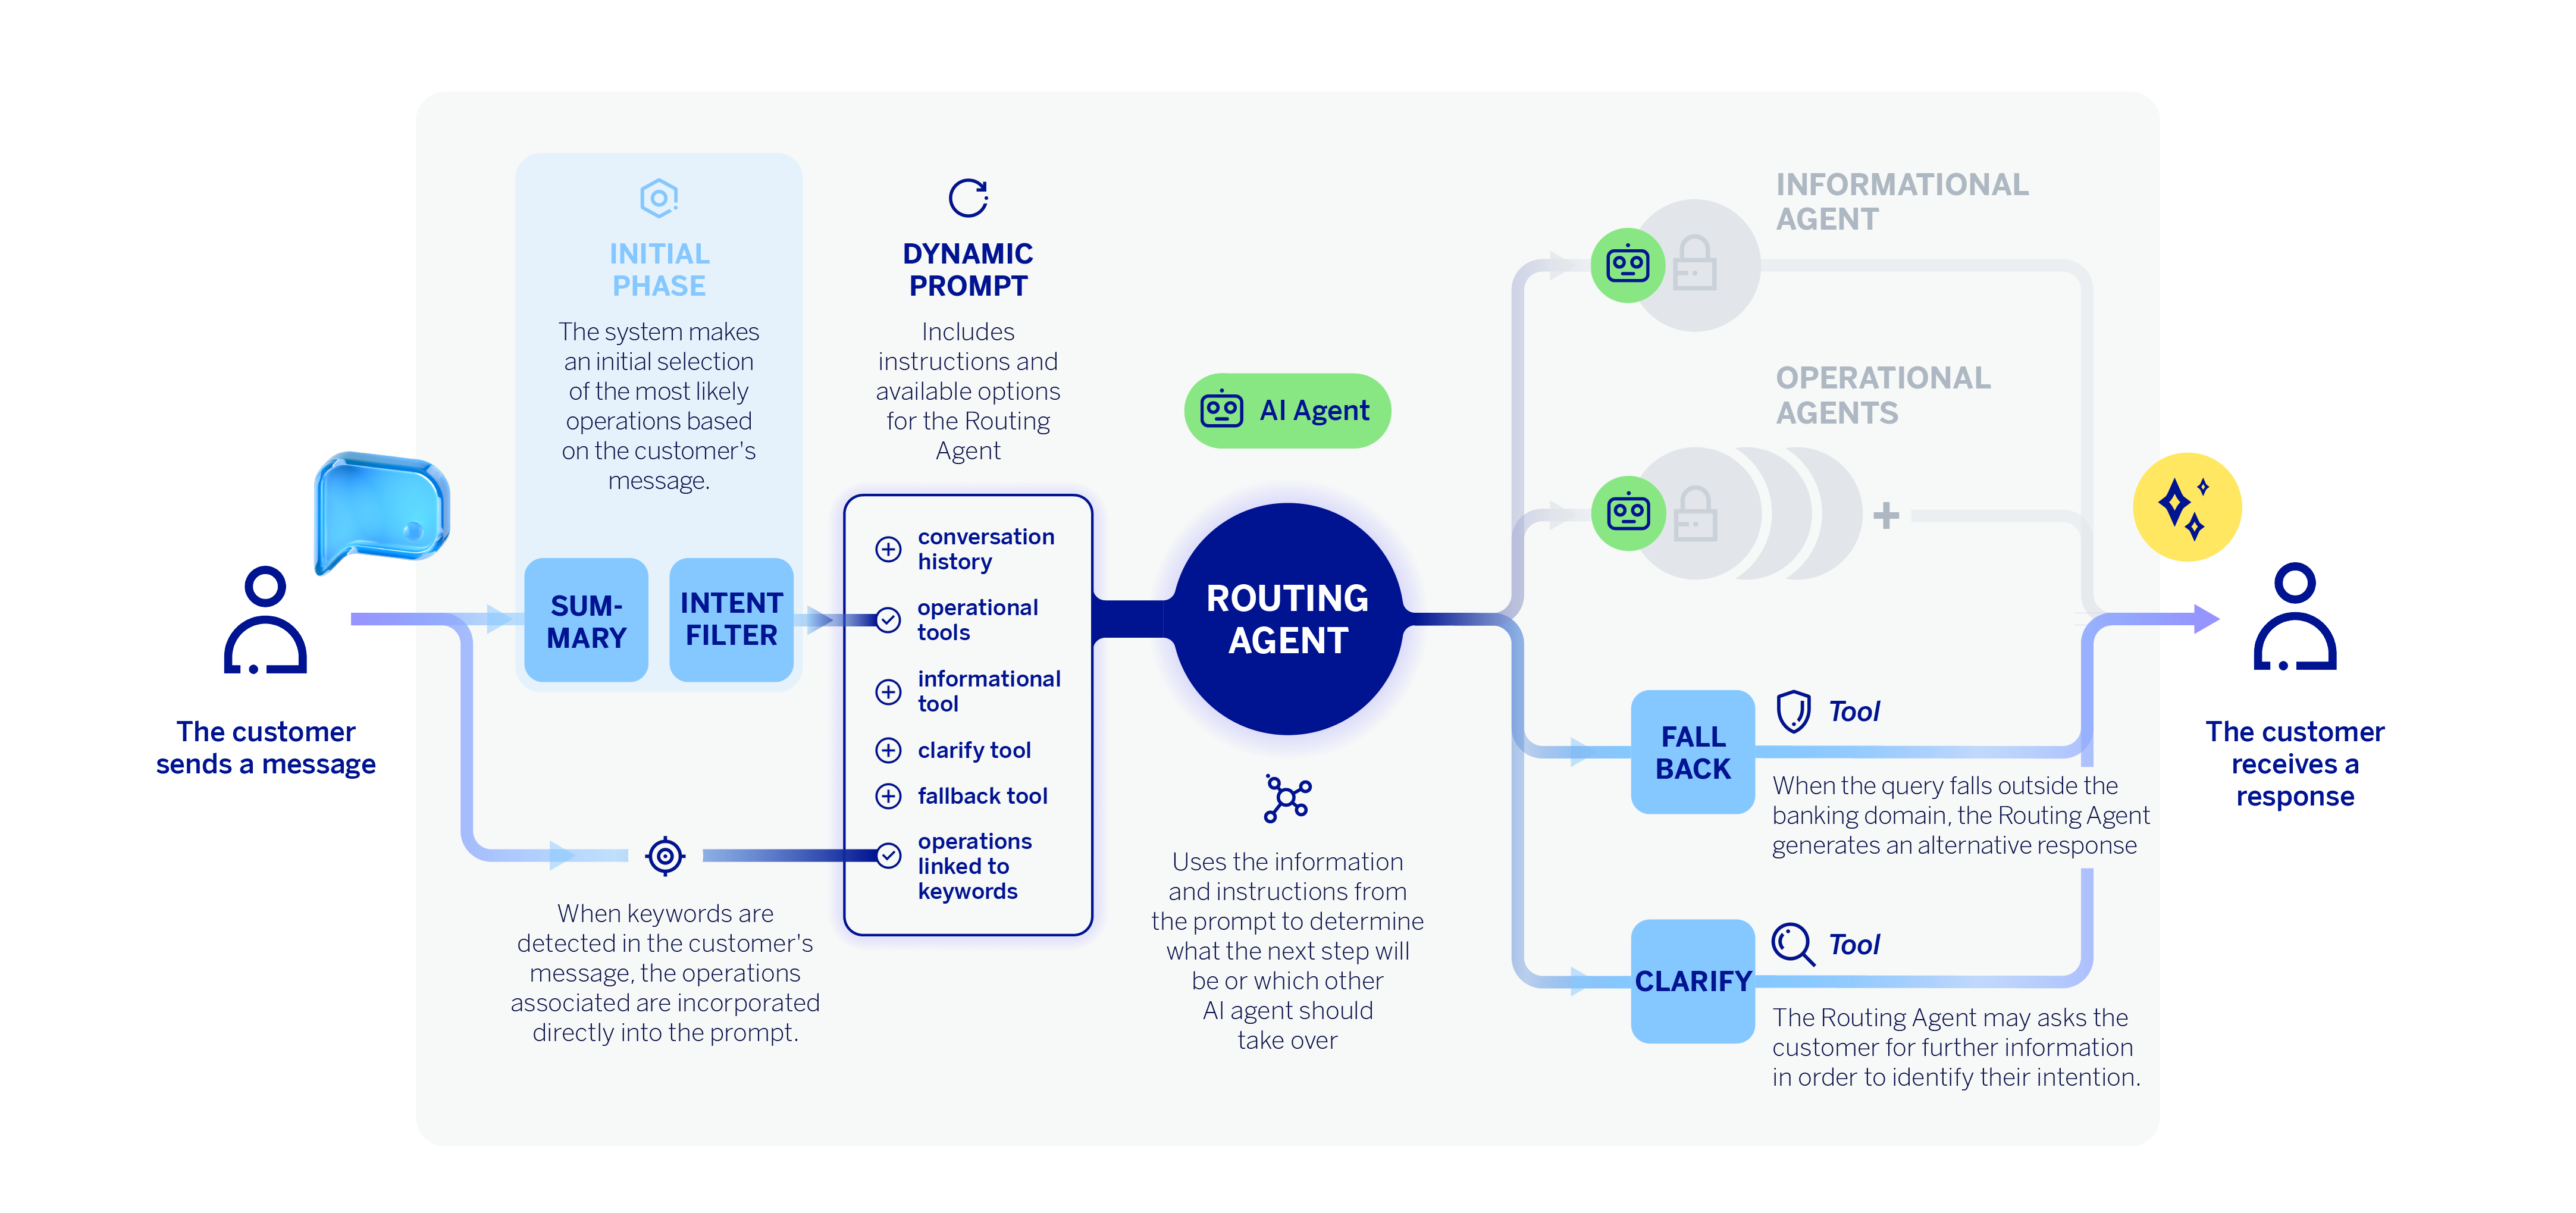 The customer
sends a message
INITIAL
PHASE
The system makes
an initial selection
of the most likely
operations based
on the customer's
message.
SUM-
MARY
INTENT
FILTER
When keywords are
detected in the customer's
message, the operations
associated are incorporated
directly into the prompt.
DYNAMIC
PROMPT
Includes
instructions and
available options
for the Routing
Agent
conversation
history
operational
tools
informational
tool
clarify tool
fallback tool
operations
linked to
keywords
AI Agent
ROUTING
AGENT
Uses the information
and instructions from
the prompt to determine
what the next step will
be or which other
AI agent should
take over
INFORMATIONAL
AGENT
OPERATIONAL
AGENTS
+
FALL
BACK
Tool
When the query falls outside the
banking domain, the Routing Agent
generates an alternative response
CLARIFY
Tool
The Routing Agent may asks the
customer for further information
in order to identify their intention.
The customer
receives a
response